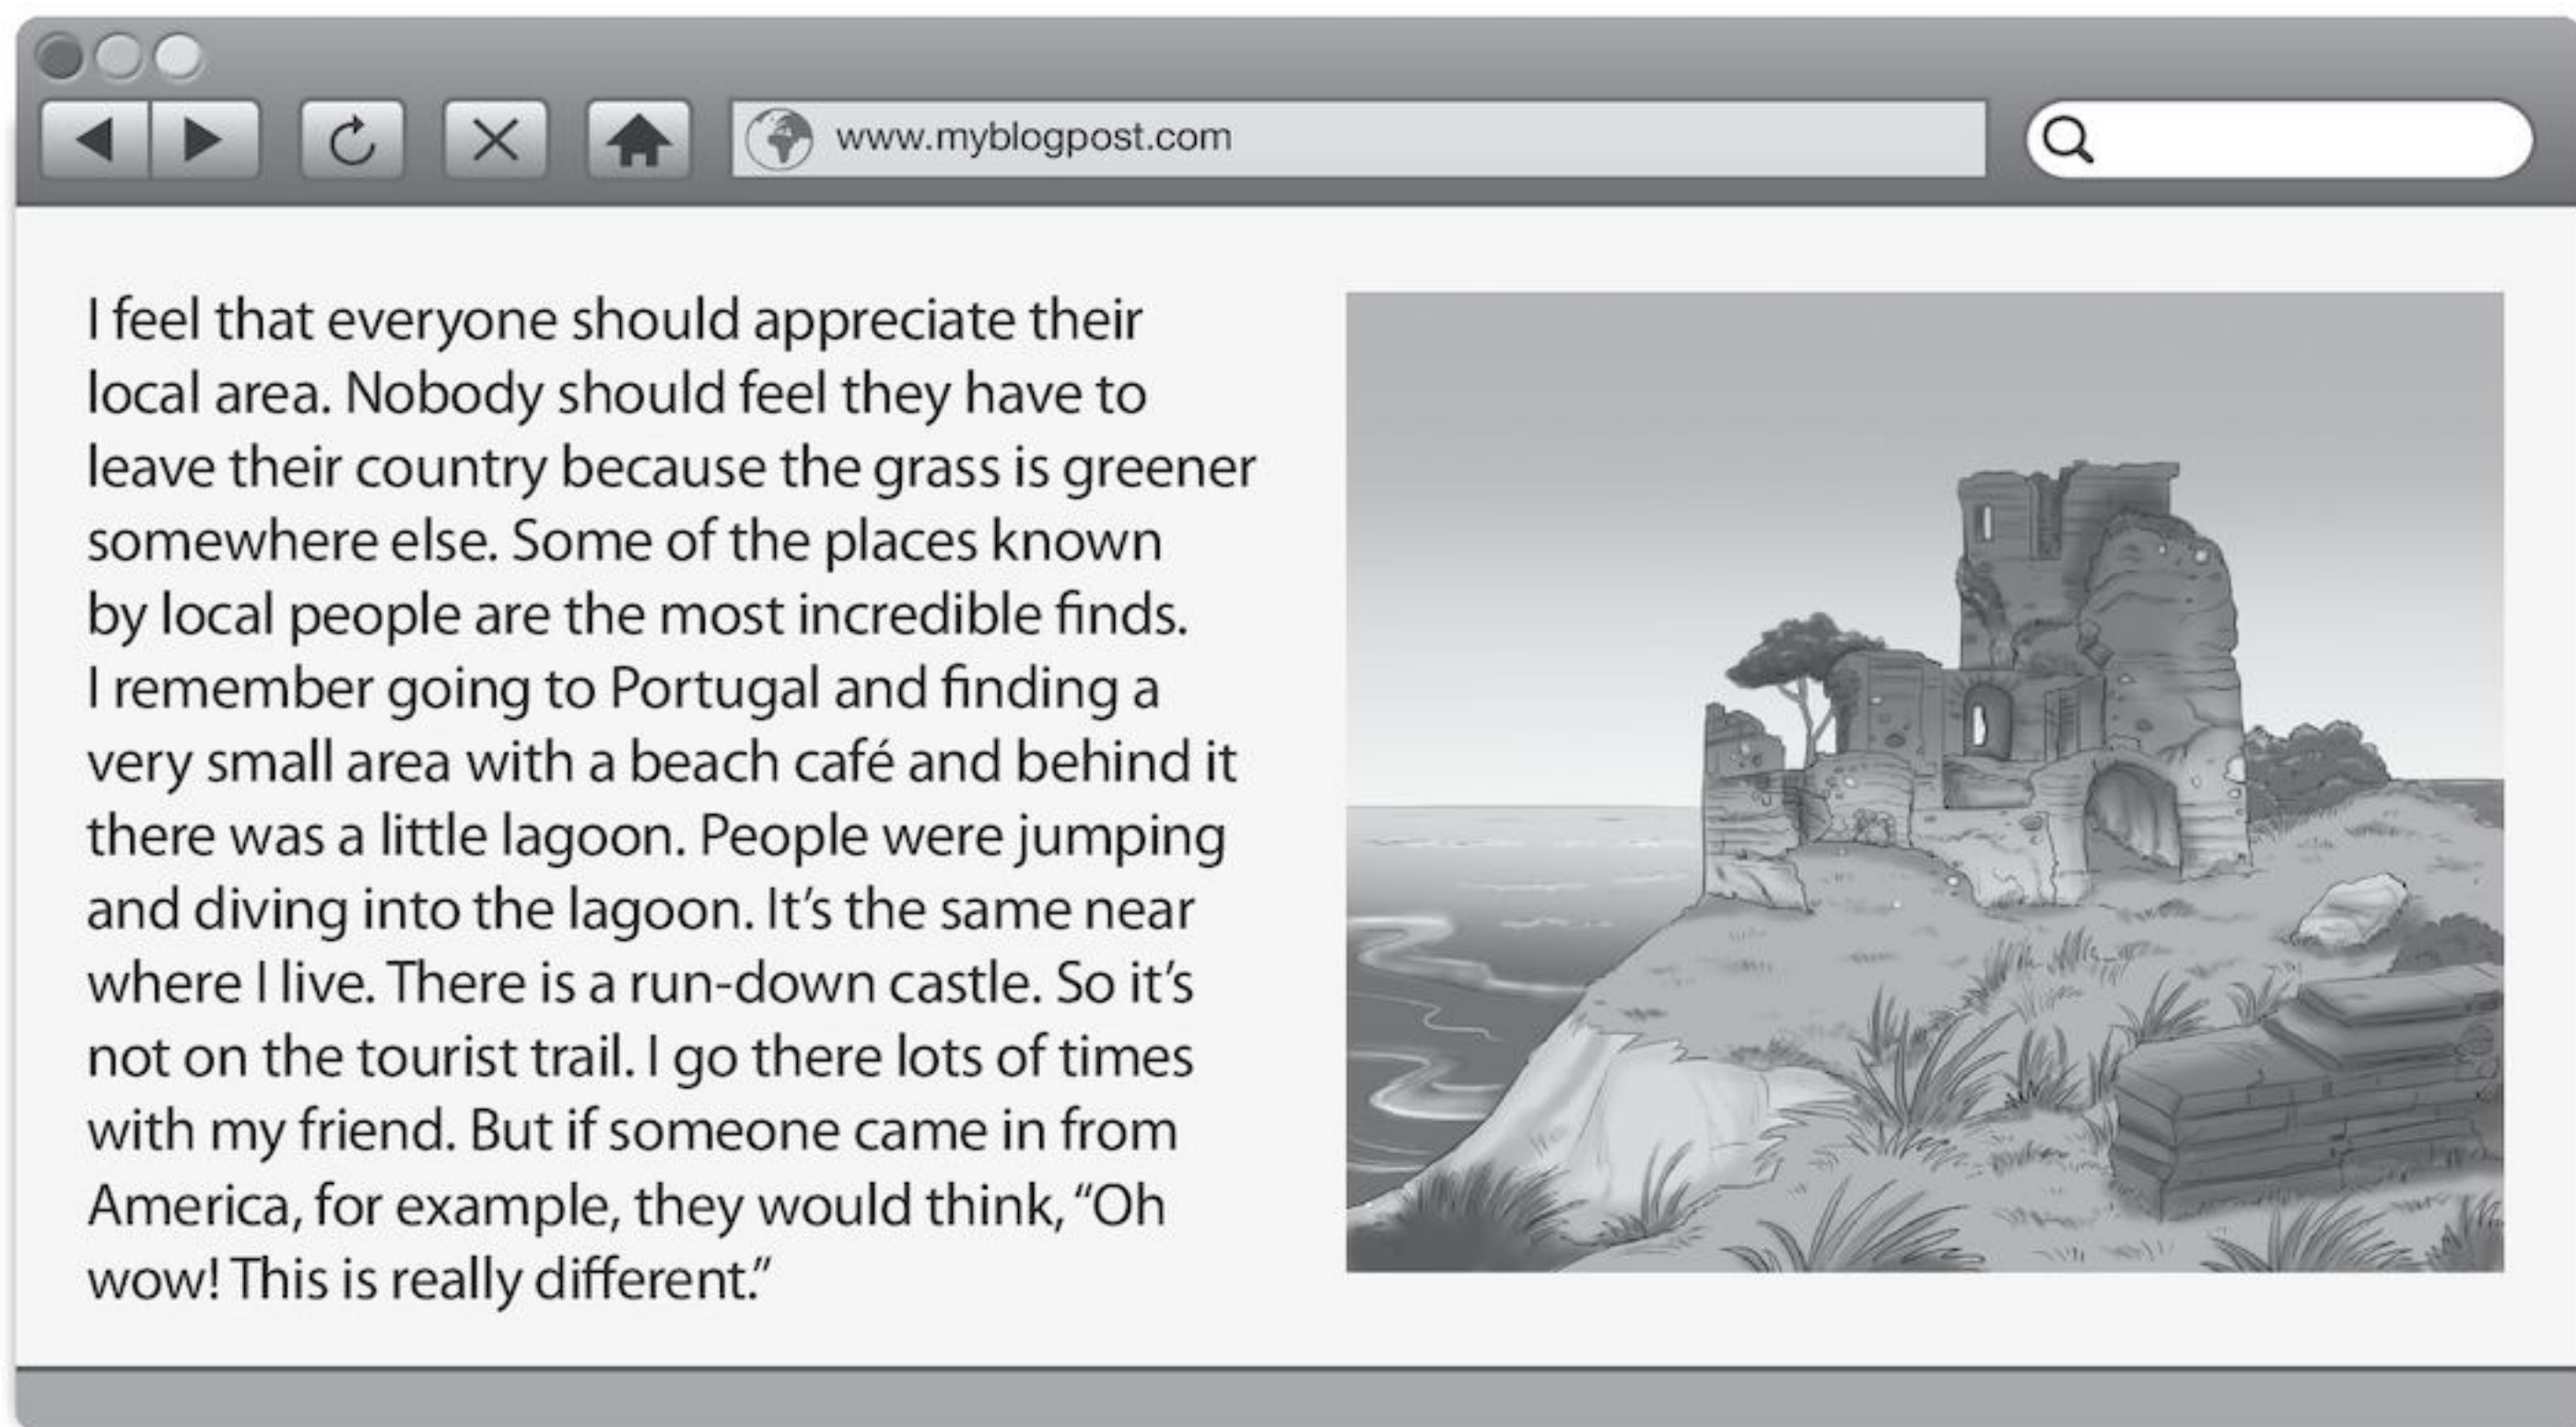 www.myblogpost.com
I feel that everyone should appreciate their
local area. Nobody should feel they have to
leave their country because the grass is greener
somewhere else. Some of the places known
by local people are the most incredible finds.
I remember going to Portugal and finding a
very small area with a beach café and behind it
there was a little lagoon. People were jumping
and diving into the lagoon. It’s the same near
where I live. There is a run-down castle. So it’s
not on the tourist trail. I go there lots of times
with my friend. But if someone came in from
America, for example, they would think, “Oh
wow! This is really different.”